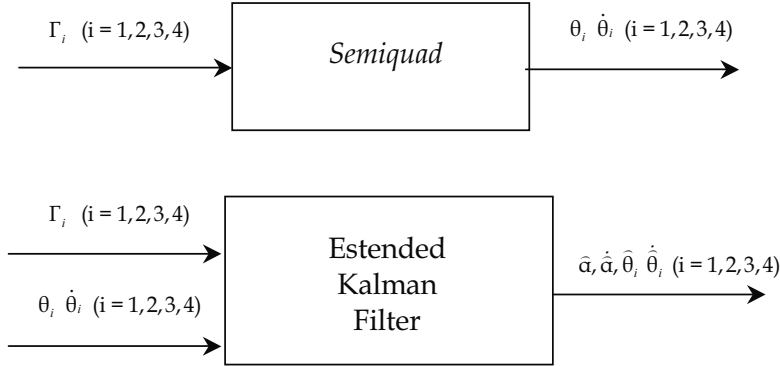 Γᵢ (i = 1,2,3,4)
Semiquad
θᵢ θ̇ᵢ (i = 1,2,3,4)
Γᵢ (i = 1,2,3,4)
θᵢ θ̇ᵢ (i = 1,2,3,4)
Estended
Kalman
Filter
α̂, α̂̇, θ̂ᵢ θ̂̇ᵢ (i = 1,2,3,4)